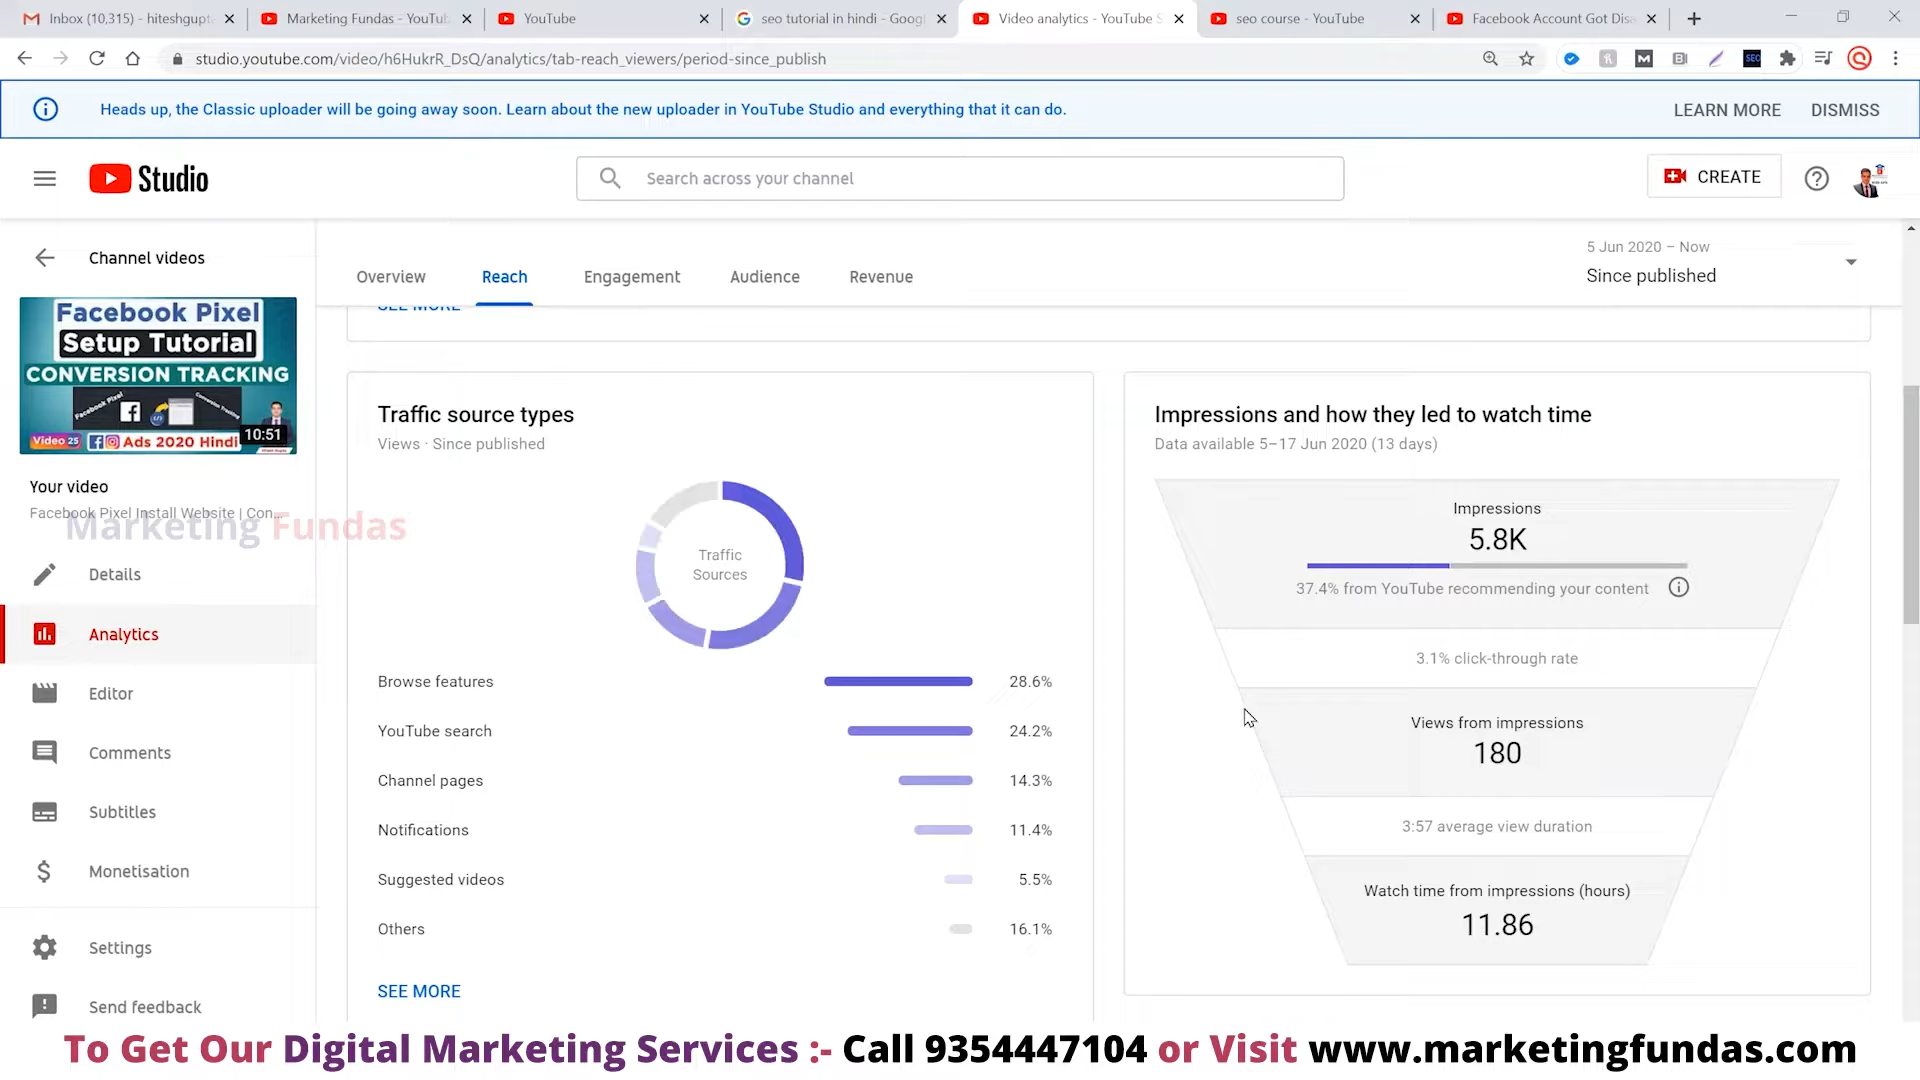 Inbox (10,315) - hiteshgupt
Marketing Fundas - YouTub
YouTube
seo tutorial in hindi - Googl
Video analytics - YouTube S
seo course - YouTube
Facebook Account Got Disa
studio.youtube.com/video/h6HukrR_DsQ/analytics/tab-reach_viewers/period-since_publish
Heads up, the Classic uploader will be going away soon. Learn about the new uploader in YouTube Studio and everything that it can do.
LEARN MORE
DISMISS
Studio
Search across your channel
CREATE
Channel videos
Overview
Reach
Engagement
Audience
Revenue
5 Jun 2020 – Now
Since published
SEE MORE
Facebook Pixel
Setup Tutorial
CONVERSION TRACKING
Facebook Pixel
Conversion Tracking
10:51
Video 25
Ads 2020 Hindi
Your video
Facebook Pixel Install Website | Con...
Marketing Fundas
Details
Analytics
Editor
Comments
Subtitles
Monetisation
Settings
Send feedback
Traffic source types
Views · Since published
Traffic
Sources
Browse features 28.6%
YouTube search 24.2%
Channel pages 14.3%
Notifications 11.4%
Suggested videos 5.5%
Others 16.1%
SEE MORE
Impressions and how they led to watch time
Data available 5–17 Jun 2020 (13 days)
Impressions
5.8K
37.4% from YouTube recommending your content
3.1% click-through rate
Views from impressions
180
3:57 average view duration
Watch time from impressions (hours)
11.86
To Get Our Digital Marketing Services :- Call 9354447104 or Visit www.marketingfundas.com